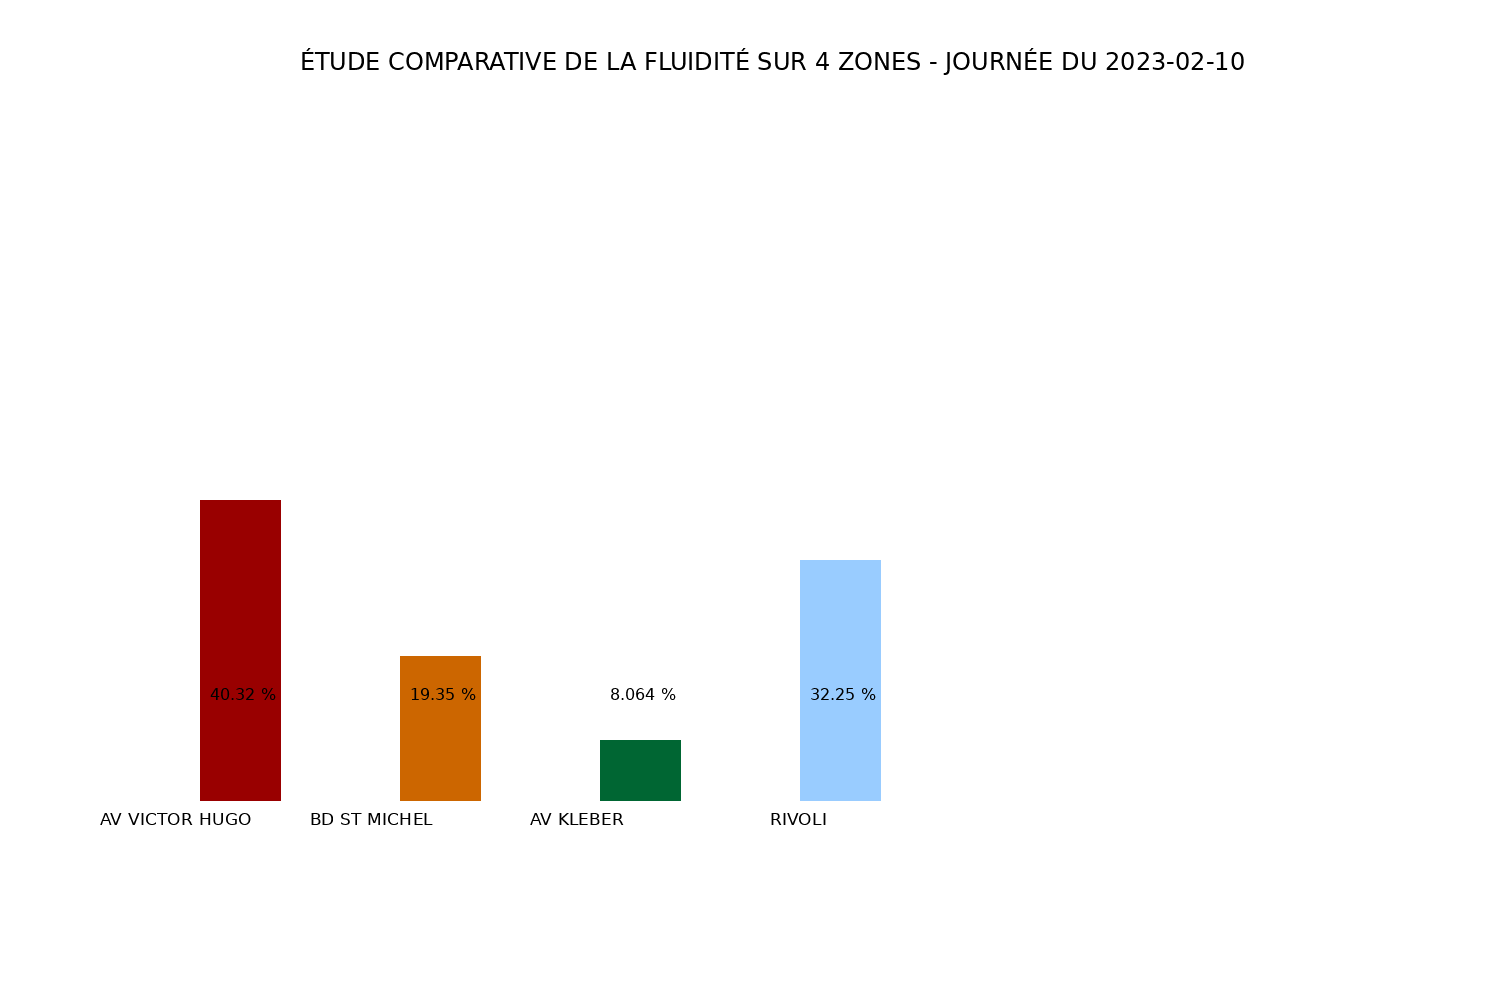 ÉTUDE COMPARATIVE DE LA FLUIDITÉ SUR 4 ZONES - JOURNÉE DU 2023-02-10
40.32 % 19.35 % 8.064 % 32.25 %
AV VICTOR HUGO BD ST MICHEL AV KLEBER RIVOLI